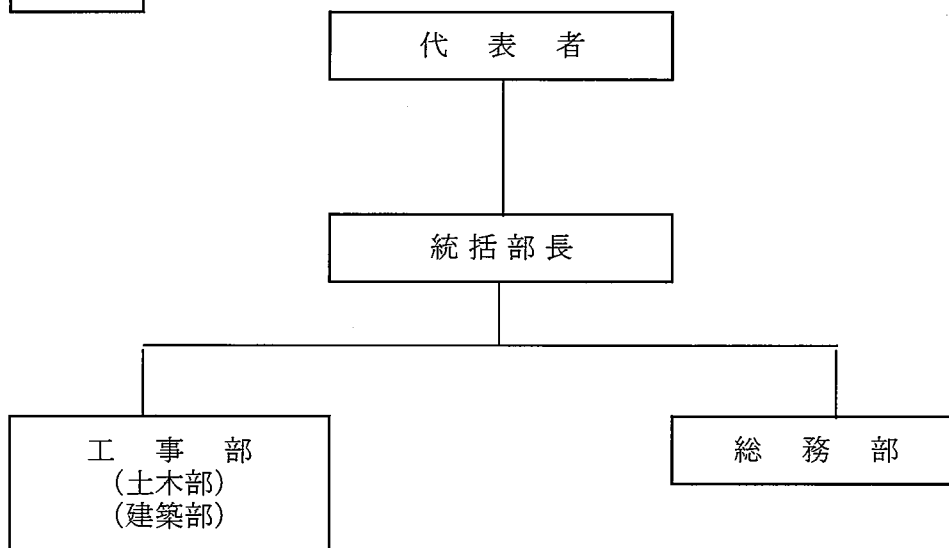 代 表 者
統括部長
工 事 部
(土木部)
(建築部)
総 務 部